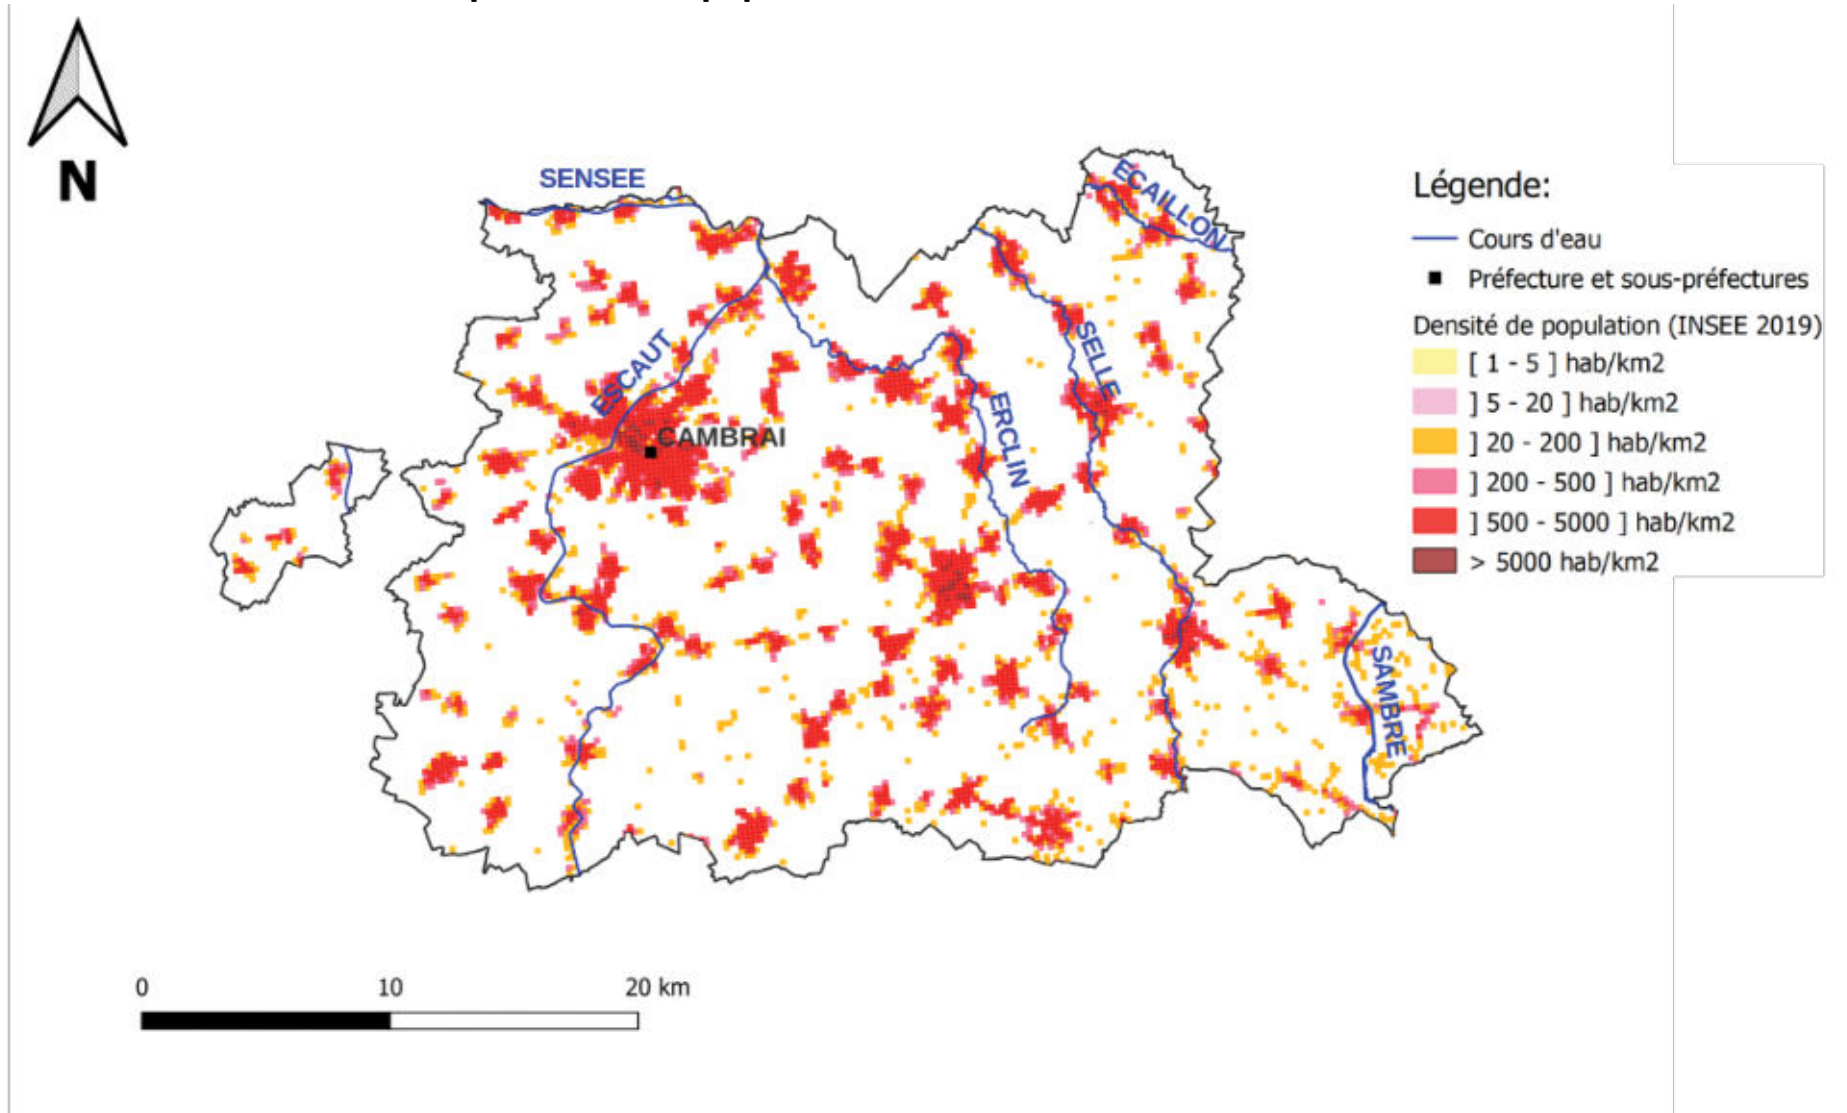 N
SENSEE
ECAILLON
ESCAUT
SELLE
CAMBRAI
ERCLIN
SAMBRE
Légende:
Cours d'eau
Préfecture et sous-préfectures
Densité de population (INSEE 2019)
[ 1 - 5 ] hab/km2
] 5 - 20 ] hab/km2
] 20 - 200 ] hab/km2
] 200 - 500 ] hab/km2
] 500 - 5000 ] hab/km2
> 5000 hab/km2
0 10 20 km